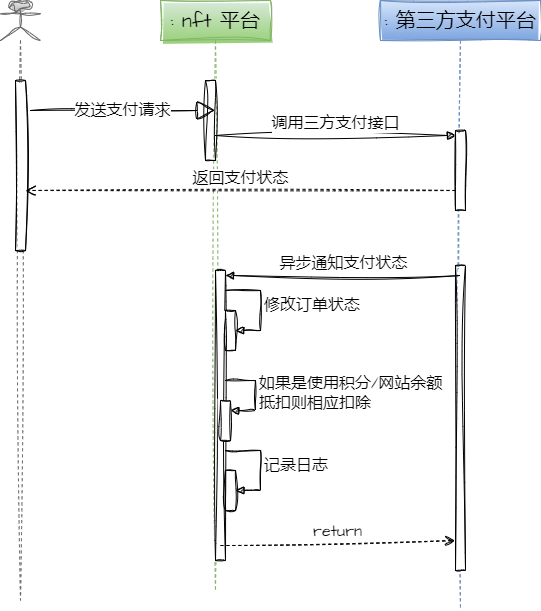 : nft 平台
: 第三方支付平台
发送支付请求
调用三方支付接口
返回支付状态
异步通知支付状态
修改订单状态
如果是使用积分/网站余额
抵扣则相应扣除
记录日志
return